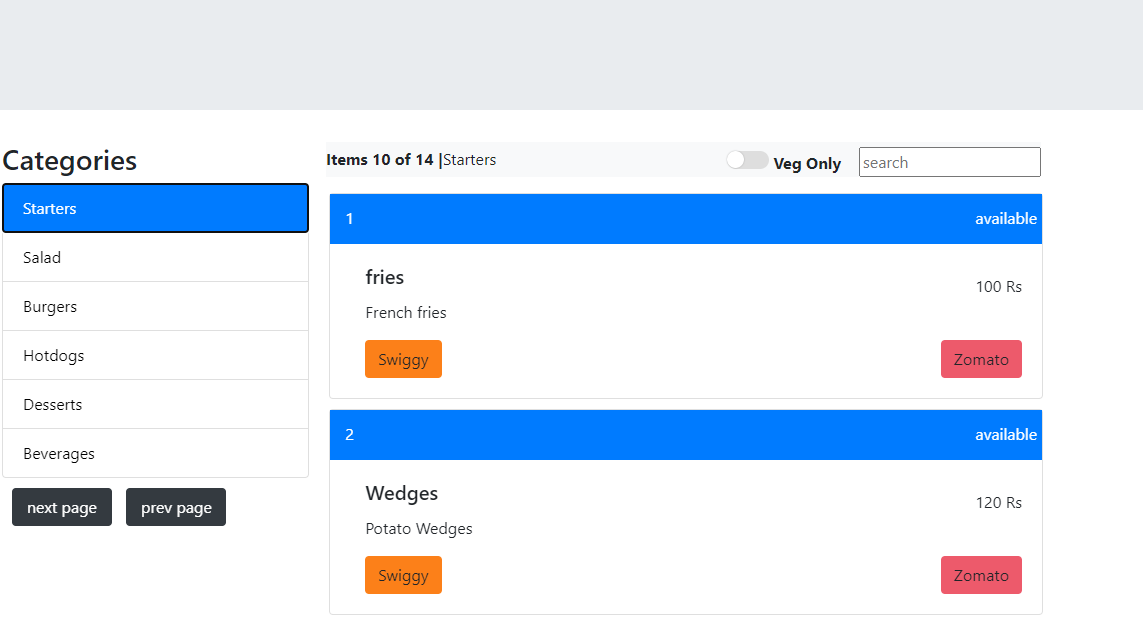 Categories
Starters
Salad
Burgers
Hotdogs
Desserts
Beverages
next page prev page
Items 10 of 14 |Starters Veg Only search
1 available
fries
100 Rs
French fries
Swiggy Zomato
2 available
Wedges
120 Rs
Potato Wedges
Swiggy Zomato